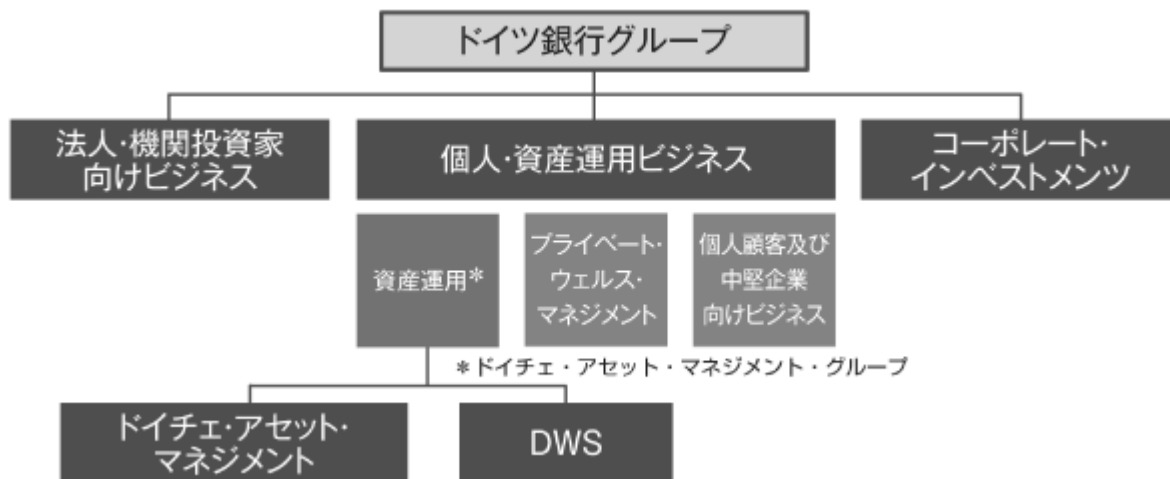 ドイツ銀行グループ
法人・機関投資家
向けビジネス
個人・資産運用ビジネス
コーポレート・
インベストメンツ
資産運用*
プライベート・
ウェルス・
マネジメント
個人顧客及び
中堅企業
向けビジネス
*ドイチェ・アセット・マネジメント・グループ
ドイチェ・アセット・
マネジメント
DWS